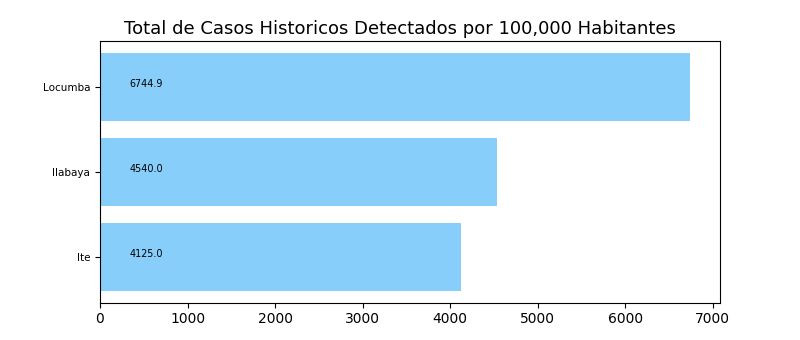 Total de Casos Historicos Detectados por 100,000 Habitantes
Locumba
6744.9
Ilabaya
4540.0
Ite
4125.0
0 1000 2000 3000 4000 5000 6000 7000